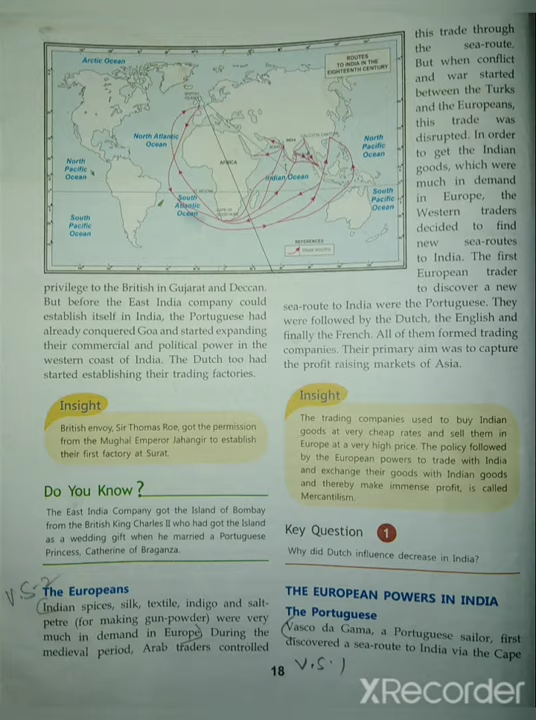 Arctic Ocean
ROUTES
TO INDIA IN THE
EIGHTEENTH CENTURY
North Atlantic
Ocean
North
Pacific
Ocean
AFRICA
INDIA
Indian Ocean
North
Pacific
Ocean
South
Atlantic
Ocean
South
Pacific
Ocean
South
Pacific
Ocean
REFERENCES
privilege to the British in Gujarat and Deccan.
But before the East India company could
establish itself in India, the Portuguese had
already conquered Goa and started expanding
their commercial and political power in the
western coast of India. The Dutch too had
started establishing their trading factories.
Insight
British envoy, Sir Thomas Roe, got the permission
from the Mughal Emperor Jahangir to establish
their first factory at Surat.
Do You Know?
The East India Company got the Island of Bombay
from the British King Charles II who had got the Island
as a wedding gift when he married a Portuguese
Princess, Catherine of Braganza.
V.S-2
The Europeans
Indian spices, silk, textile, indigo and salt-
petre (for making gun-powder) were very
much in demand in Europe. During the
medieval period, Arab traders controlled
this trade through
the sea-route.
But when conflict
and war started
between the Turks
and the Europeans,
this trade was
disrupted. In order
to get the Indian
goods, which were
much in demand
in Europe, the
Western traders
decided to find
new sea-routes
to India. The first
European trader
to discover a new
sea-route to India were the Portuguese. They
were followed by the Dutch, the English and
finally the French. All of them formed trading
companies. Their primary aim was to capture
the profit raising markets of Asia.
Insight
The trading companies used to buy Indian
goods at very cheap rates and sell them in
Europe at a very high price. The policy followed
by the European powers to trade with India
and exchange their goods with Indian goods
and thereby make immense profit, is called
Mercantilism.
Key Question 1
Why did Dutch influence decrease in India?
THE EUROPEAN POWERS IN INDIA
The Portuguese
Vasco da Gama, a Portuguese sailor, first
discovered a sea-route to India via the Cape
18
V.S.1
XRecorder